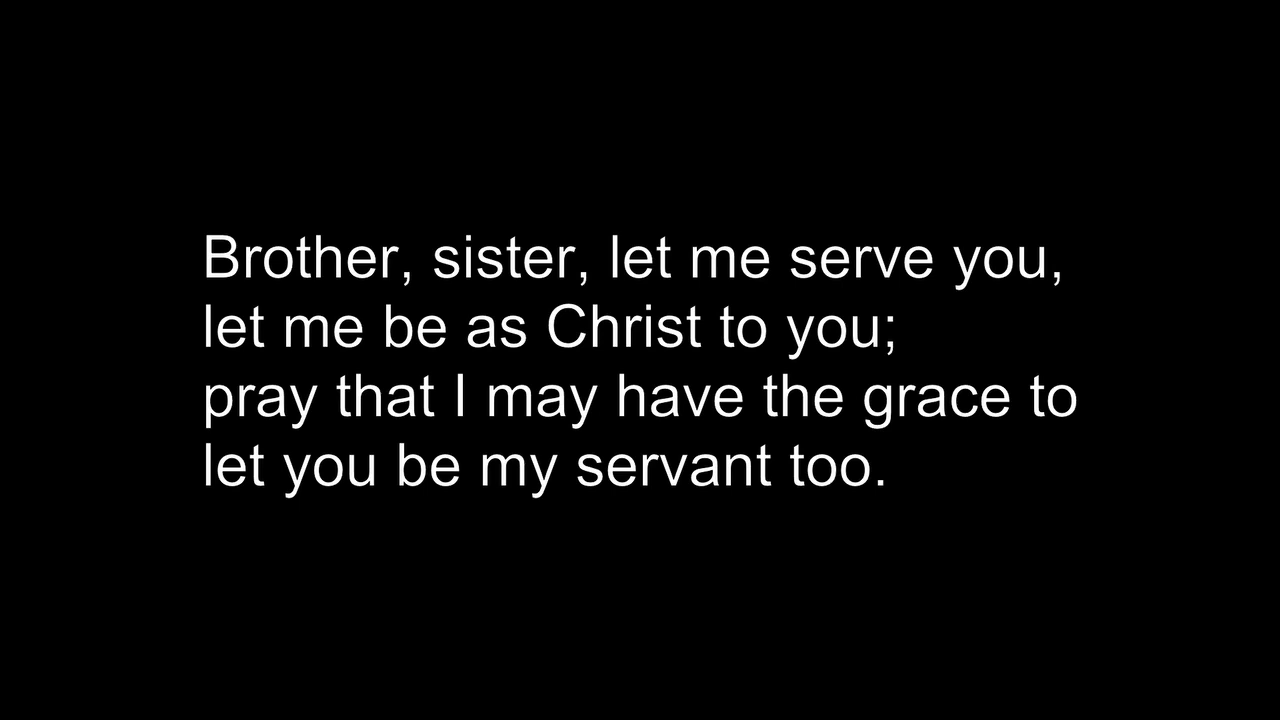 Brother, sister, let me serve you,
let me be as Christ to you;
pray that I may have the grace to
let you be my servant too.